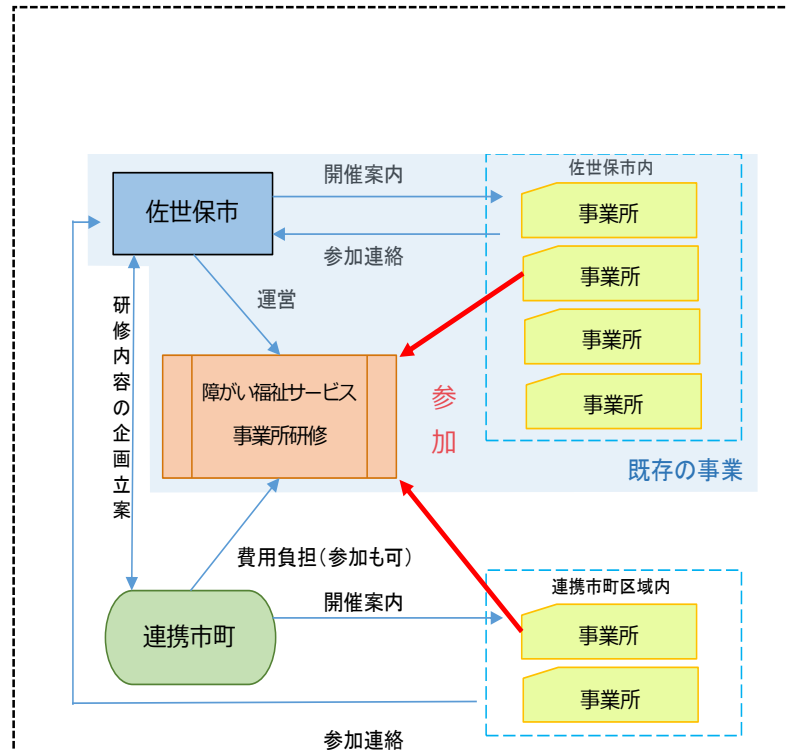 開催案内
佐世保市内
佐世保市
事業所
参加連絡
事業所
運営
研修内容の企画立案
事業所
障がい福祉サービス
事業所研修
参加
事業所
既存の事業
費用負担(参加も可)
連携市町区域内
開催案内
事業所
連携市町
事業所
参加連絡